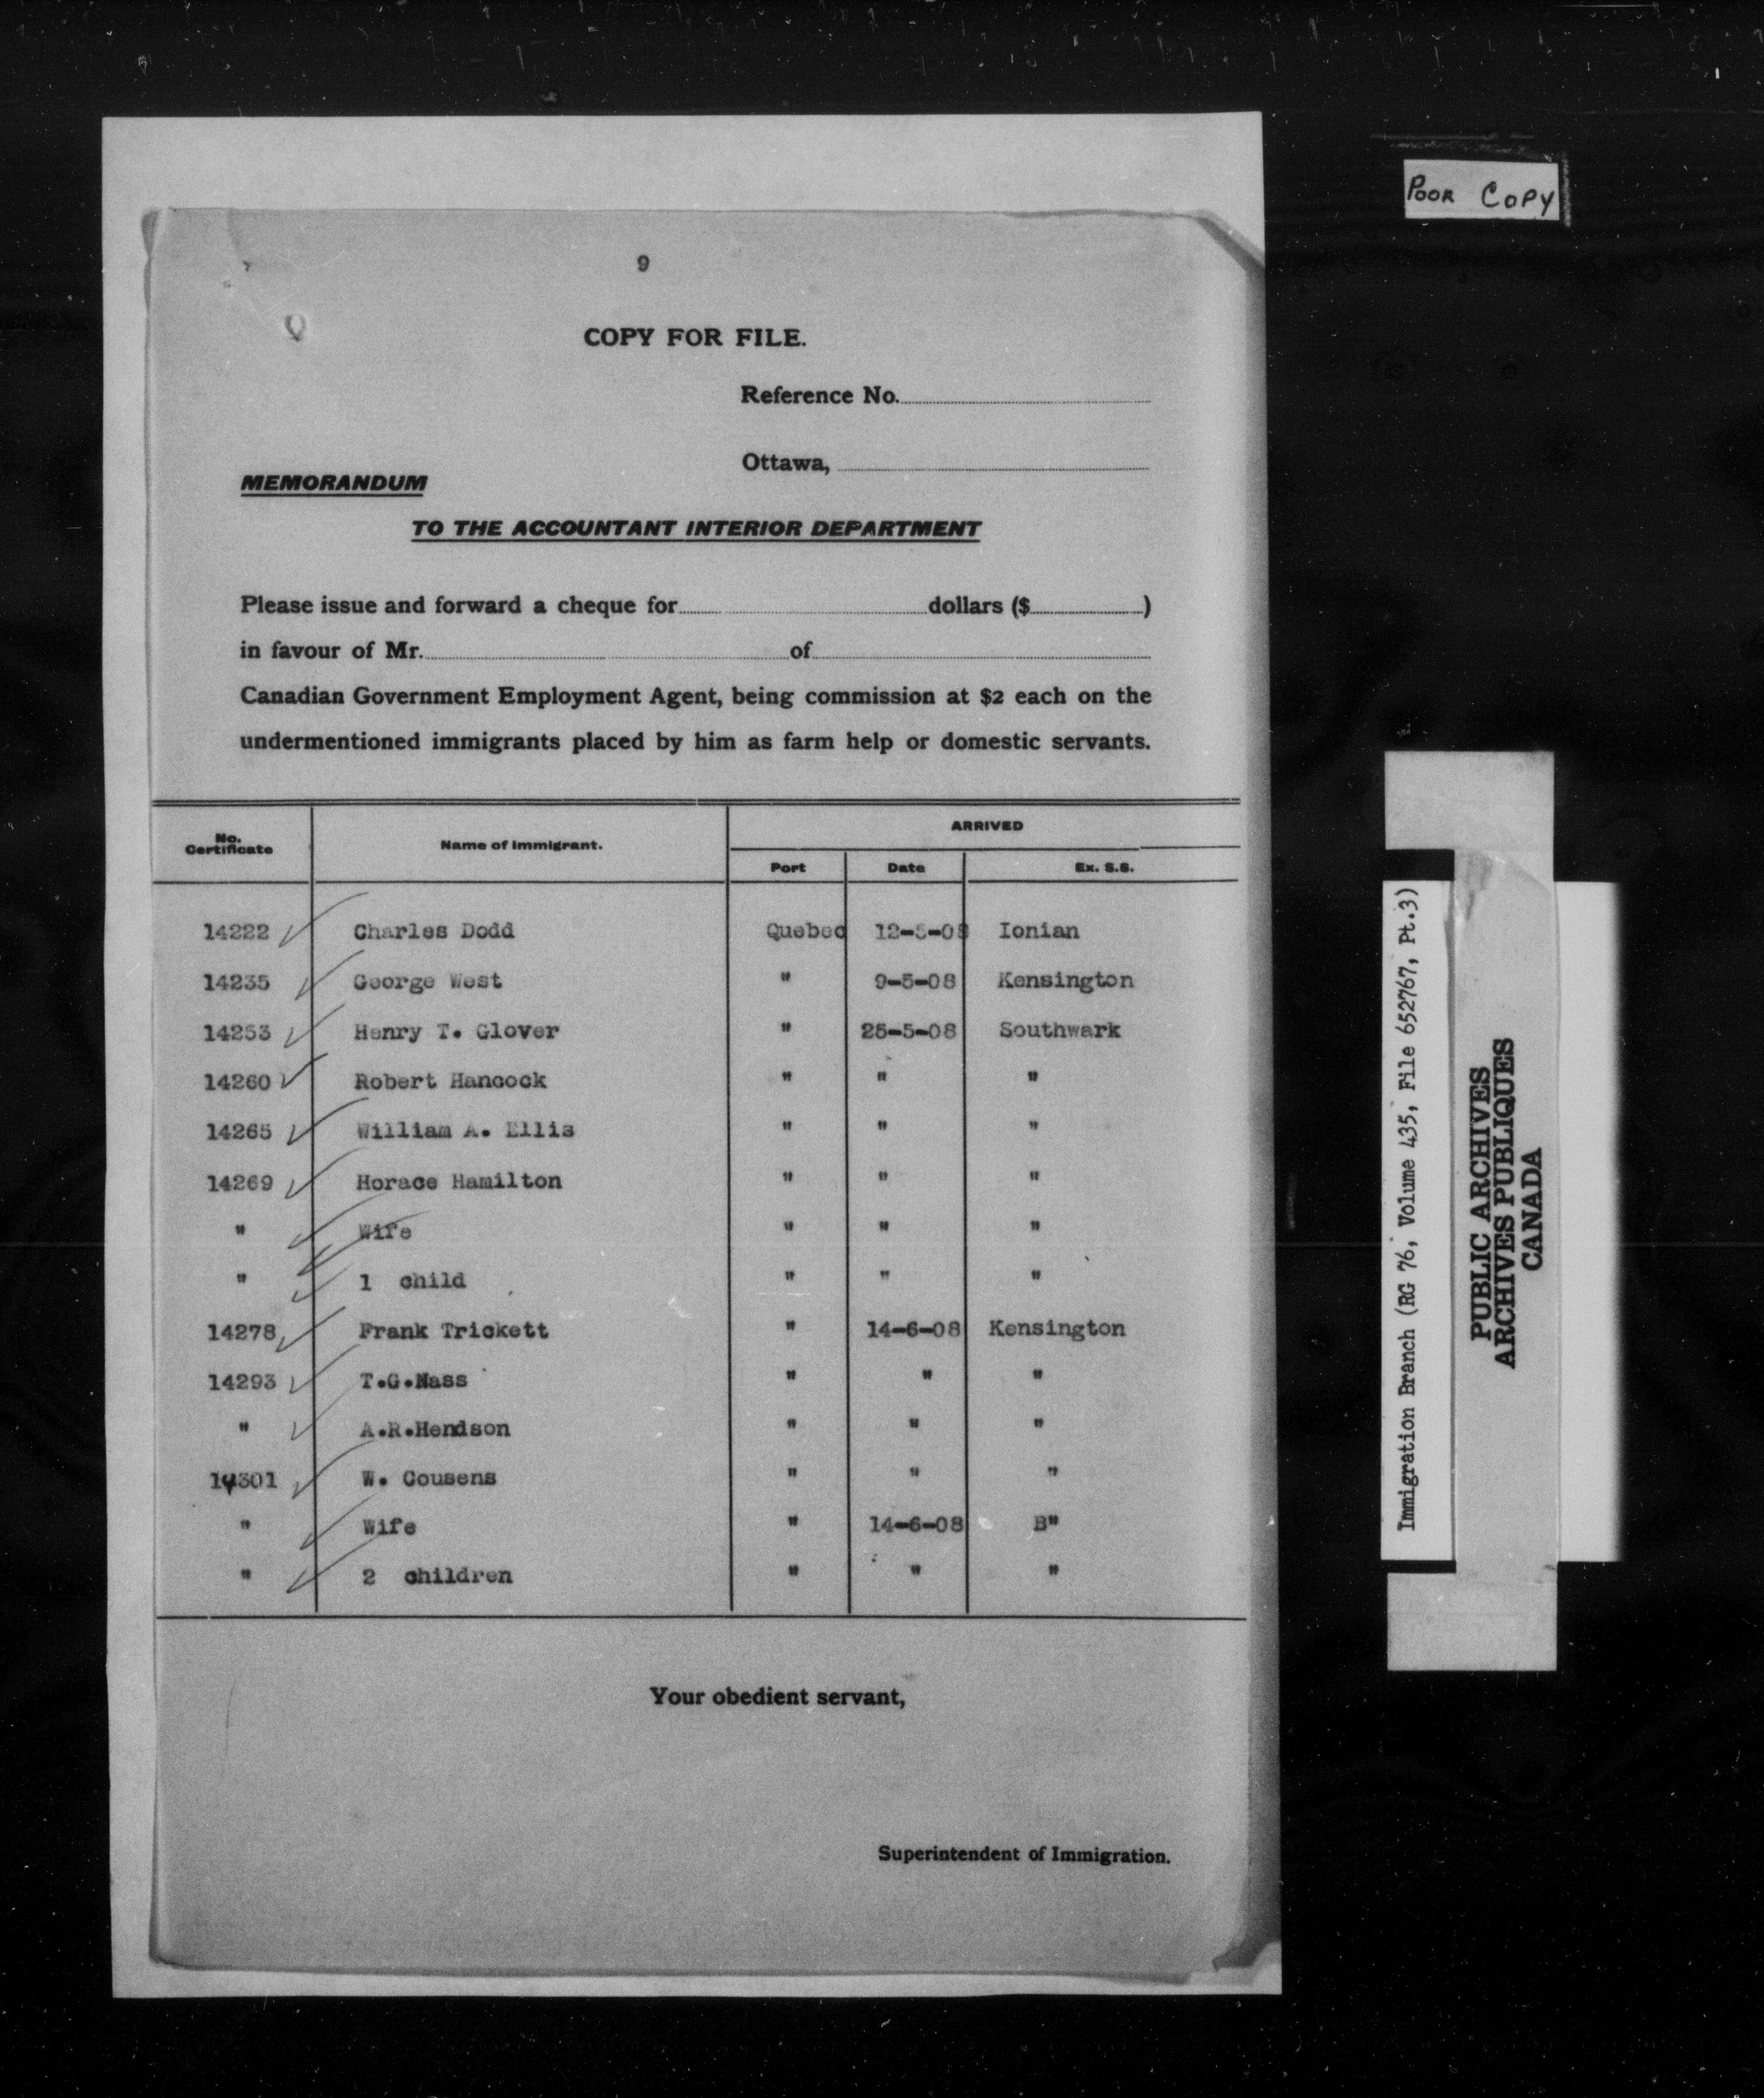 POOR COPY
9
COPY FOR FILE.
Reference No.
Ottawa,
MEMORANDUM
TO THE ACCOUNTANT INTERIOR DEPARTMENT
Please issue and forward a cheque for dollars ($ )
in favour of Mr. of
Canadian Government Employment Agent, being commission at $2 each on the
undermentioned immigrants placed by him as farm help or domestic servants.
No. Certificate Name of Immigrant. ARRIVED
Port Date Ex. S.S.
14222 Charles Dodd Quebec 12-5-08 Ionian
14235 George West " 9-5-08 Kensington
14253 Henry T. Glover " 25-5-08 Southwark
14260 Robert Hancock " " "
14265 William A. Ellis " " "
14269 Horace Hamilton " " "
" Wife " " "
" 1 child " " "
14278 Frank Trickett " 14-6-08 Kensington
14293 T.G.Nass " " "
" A.R.Hendson " " "
14301 W. Cousens " " "
" Wife " 14-6-08 B"
" 2 children " " "
Your obedient servant,
Superintendent of Immigration.
Immigration Branch (RG 76, Volume 435, File 652767, Pt.3)
PUBLIC ARCHIVES
ARCHIVES PUBLIQUES
CANADA